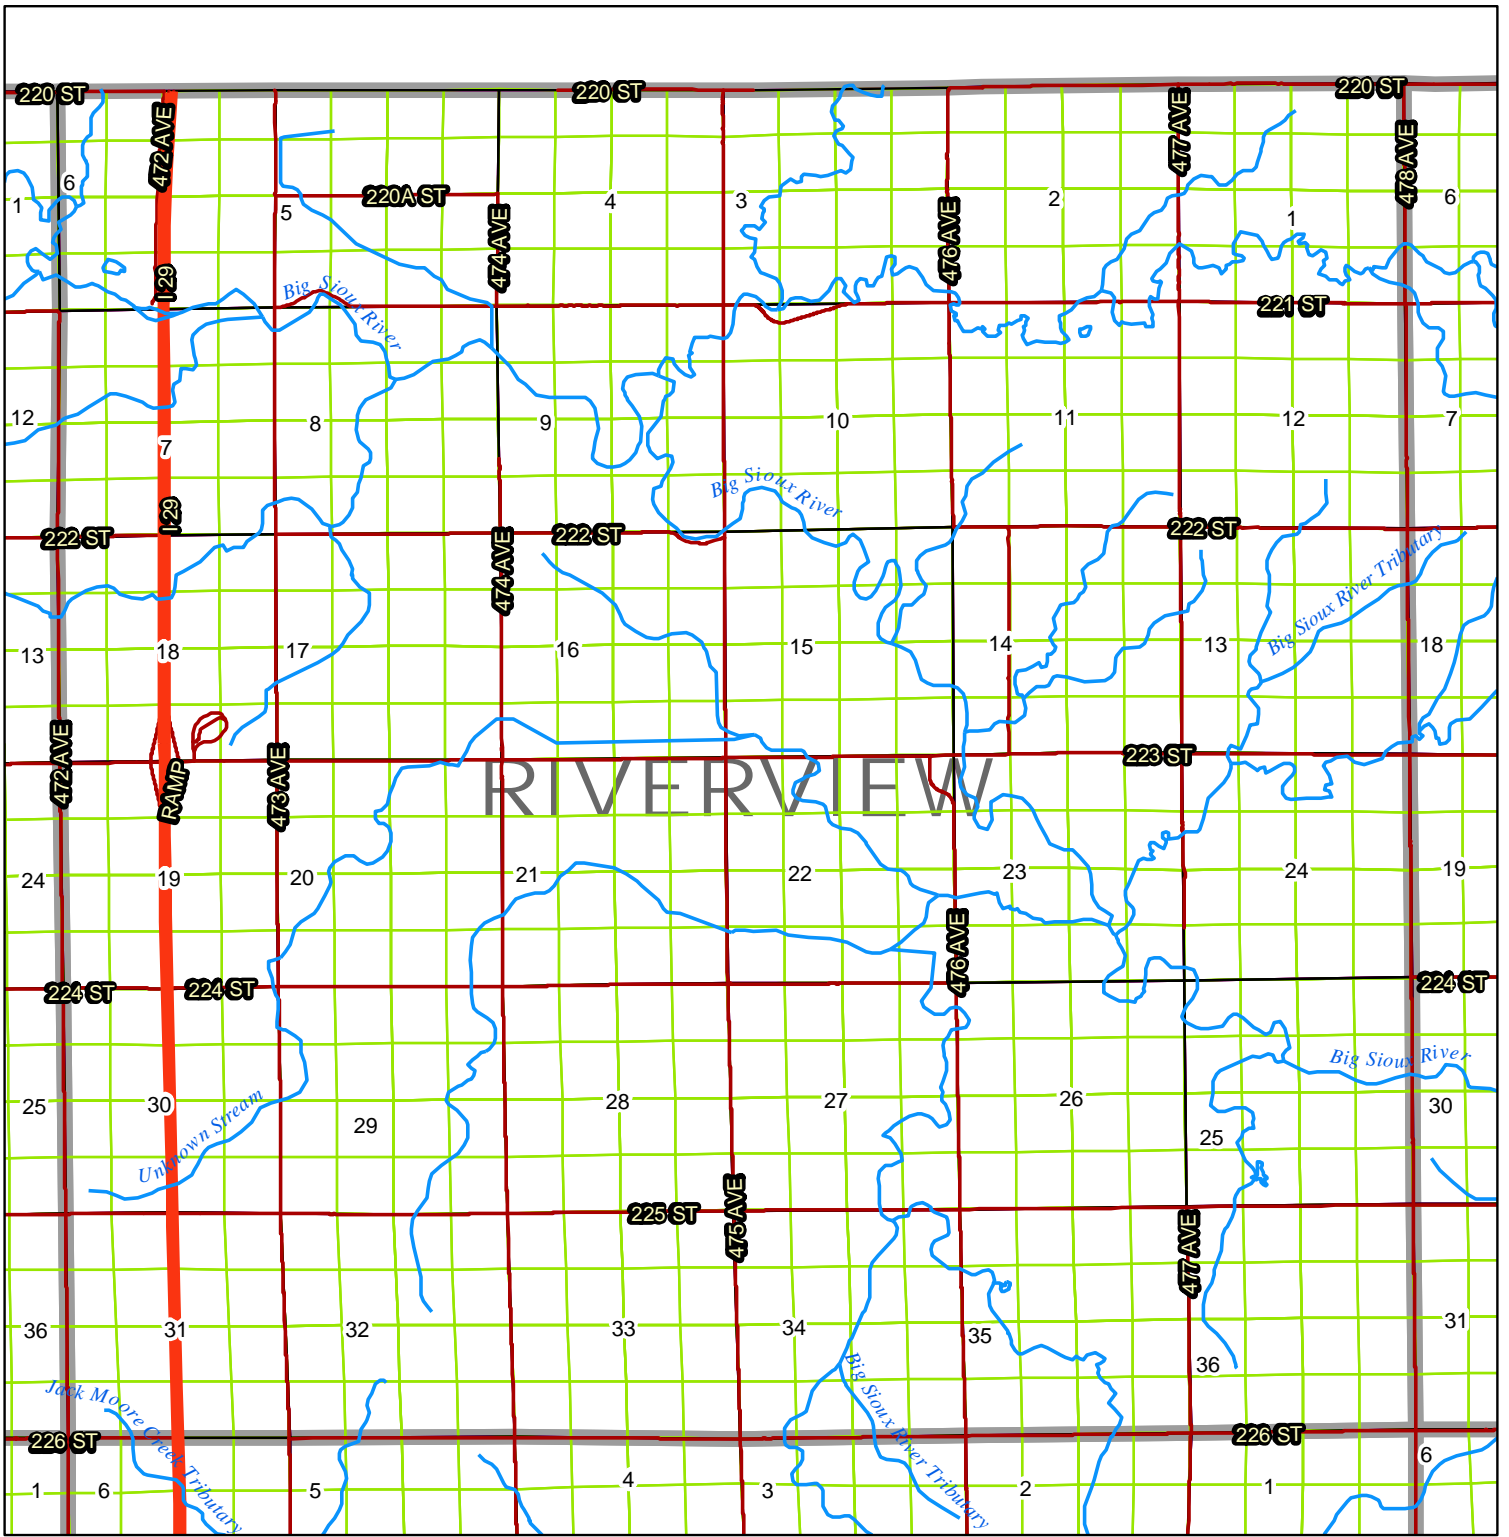 220 ST
220 ST
220 ST
472 AVE
477 AVE
478 AVE
6
1
220A ST
5
4
3
2
1
6
474 AVE
476 AVE
I 29
Big Sioux River
221 ST
12
7
8
9
10
11
12
7
Big Sioux River
I 29
222 ST
222 ST
222 ST
474 AVE
Big Sioux River Tributary
13
18
17
16
15
14
13
18
472 AVE
RAMP
473 AVE
223 ST
RIVERVIEW
24
19
20
21
22
23
24
19
476 AVE
224 ST
224 ST
224 ST
Big Sioux River
25
30
29
28
27
26
25
30
Unknown Stream
475 AVE
225 ST
477 AVE
36
31
32
33
34
35
36
31
Jack Moore Creek Tributary
Big Sioux River Tributary
226 ST
226 ST
1
6
5
4
3
2
1
6